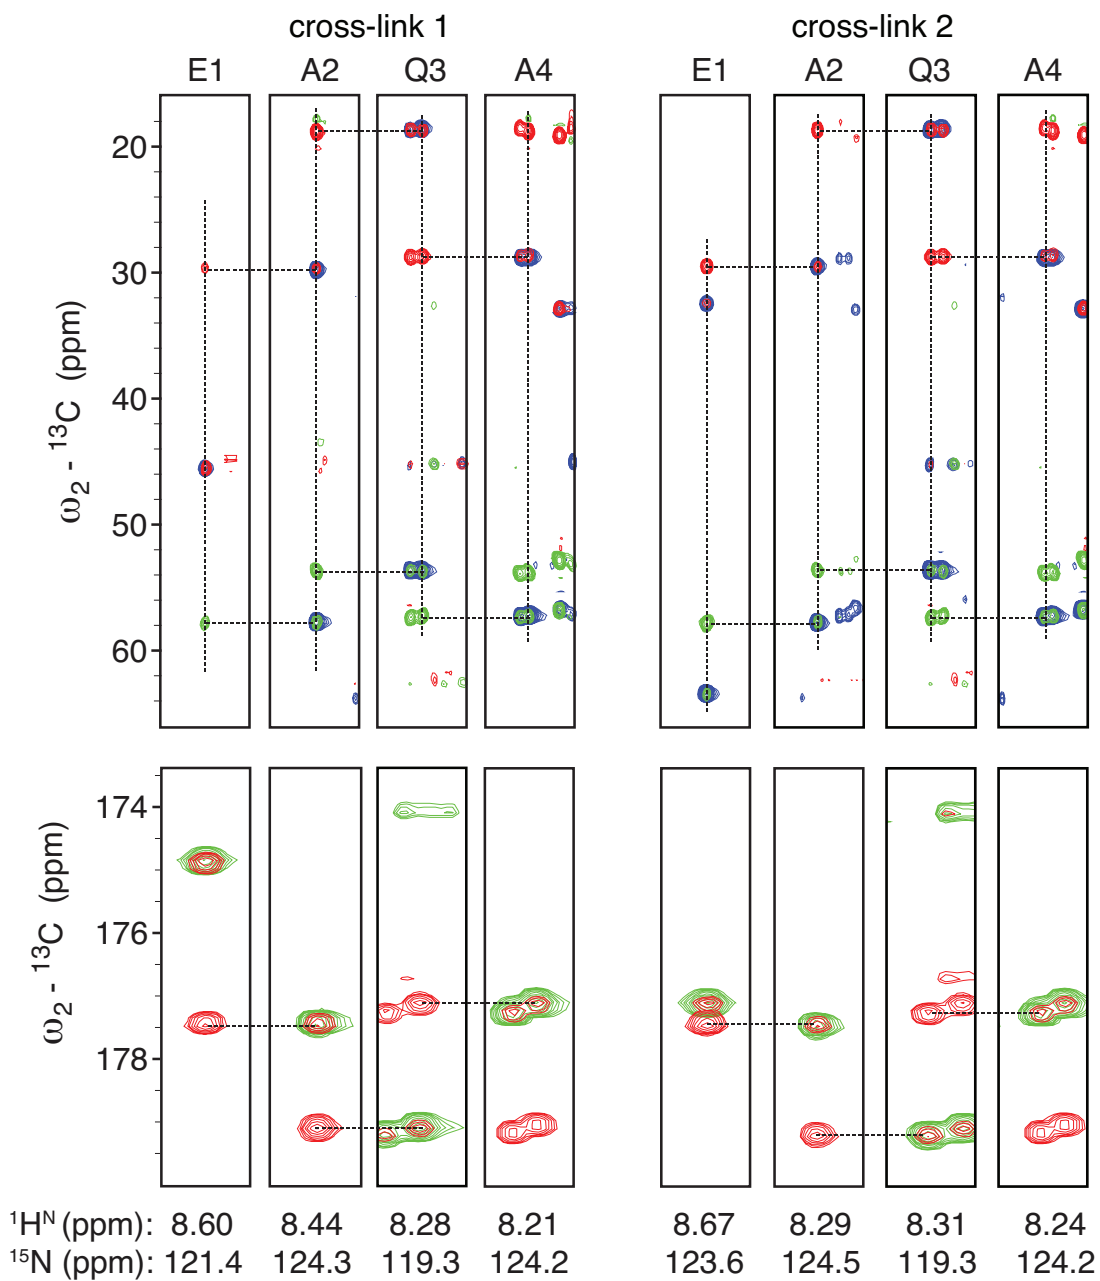 cross-link 1 cross-link 2
E1 A2 Q3 A4 E1 A2 Q3 A4
20
30
40
50
60
ω₂ - ¹³C (ppm)
174
176
178
ω₂ - ¹³C (ppm)
¹Hᴺ (ppm): 8.60 8.44 8.28 8.21 8.67 8.29 8.31 8.24
¹⁵N (ppm): 121.4 124.3 119.3 124.2 123.6 124.5 119.3 124.2